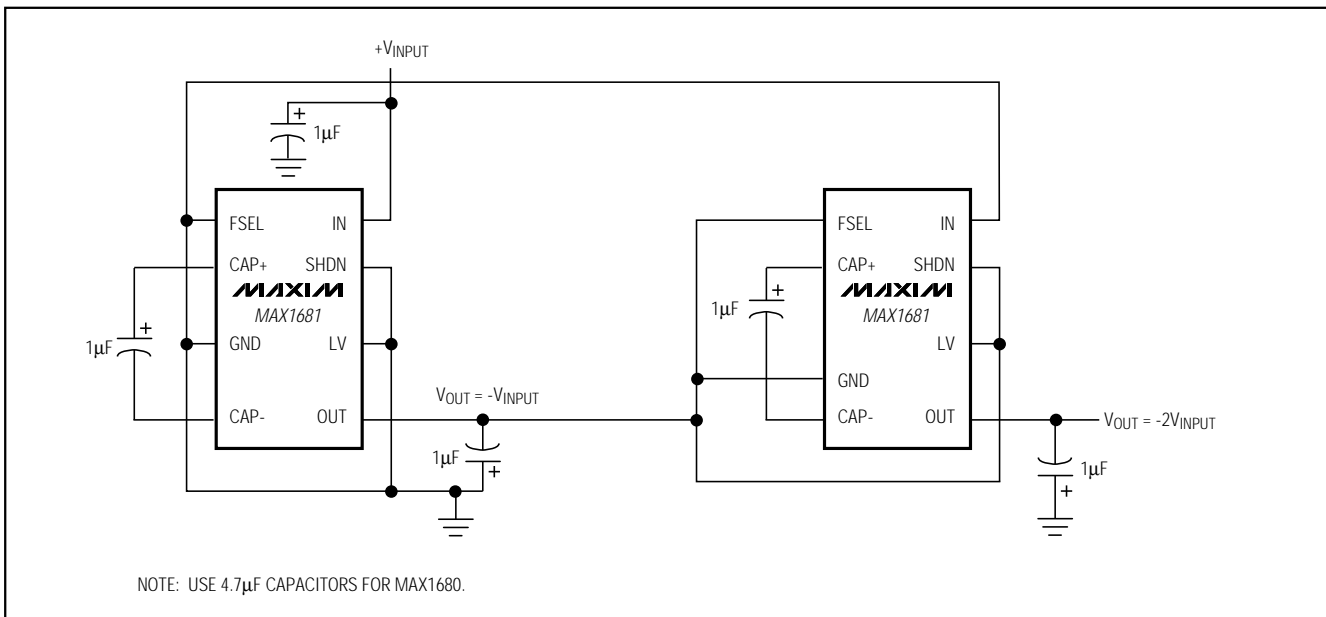 +VINPUT
+
1μF
FSEL IN
CAP+ SHDN
MAXIM
MAX1681
GND LV
CAP- OUT
+
1μF
VOUT = -VINPUT
1μF
+
FSEL IN
CAP+ SHDN
MAXIM
MAX1681
LV
GND
CAP- OUT
+
1μF
VOUT = -2VINPUT
1μF
+
NOTE: USE 4.7μF CAPACITORS FOR MAX1680.